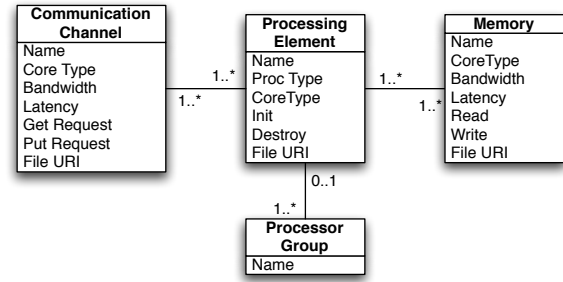 Communication
Channel
Name
Core Type
Bandwidth
Latency
Get Request
Put Request
File URI
1..*
1..*
Processing
Element
Name
Proc Type
CoreType
Init
Destroy
File URI
1..*
1..*
Memory
Name
CoreType
Bandwidth
Latency
Read
Write
File URI
0..1
1..*
Processor
Group
Name